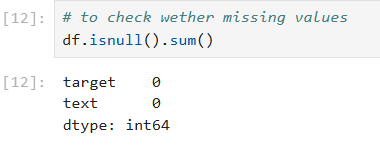 [12]: # to check wether missing values
df.isnull().sum()
[12]: target 0
text 0
dtype: int64